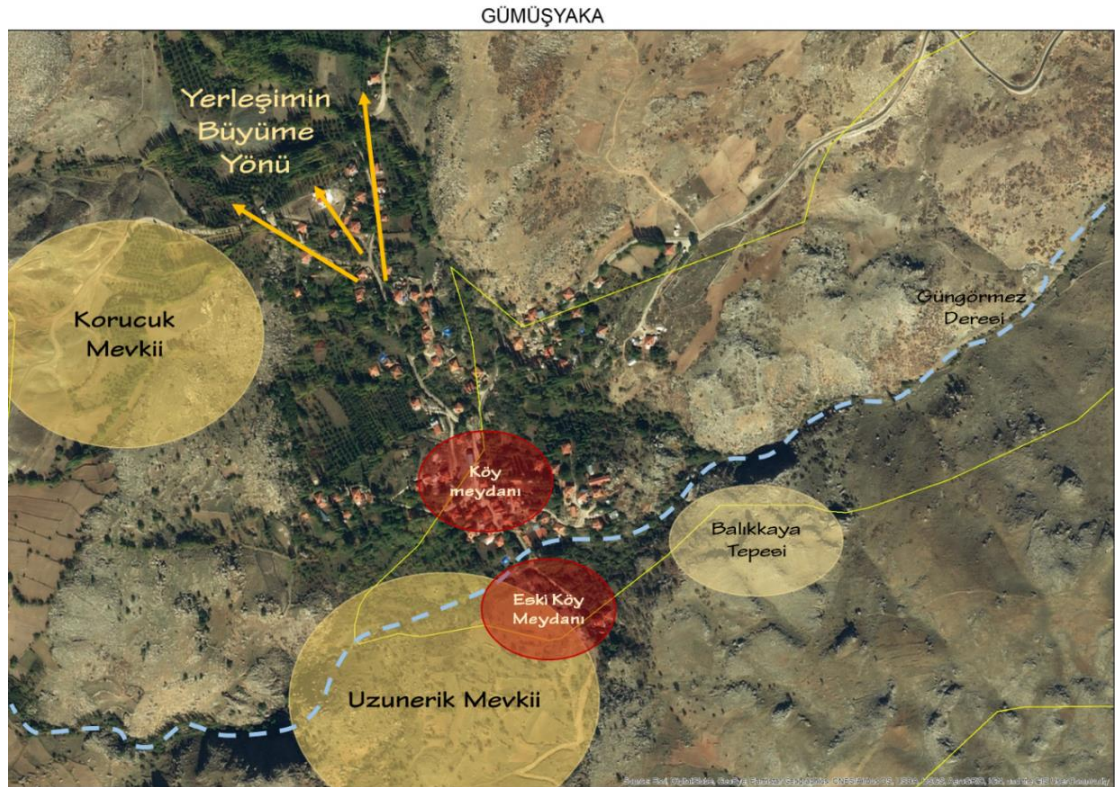 GÜMÜŞYAKA
Yerleşimin
Büyüme
Yönü
Korucuk
Mevkii
Güngörmez
Deresi
Köy
meydanı
Balıkkaya
Tepesi
Eski Köy
Meydanı
Uzunerik Mevkii